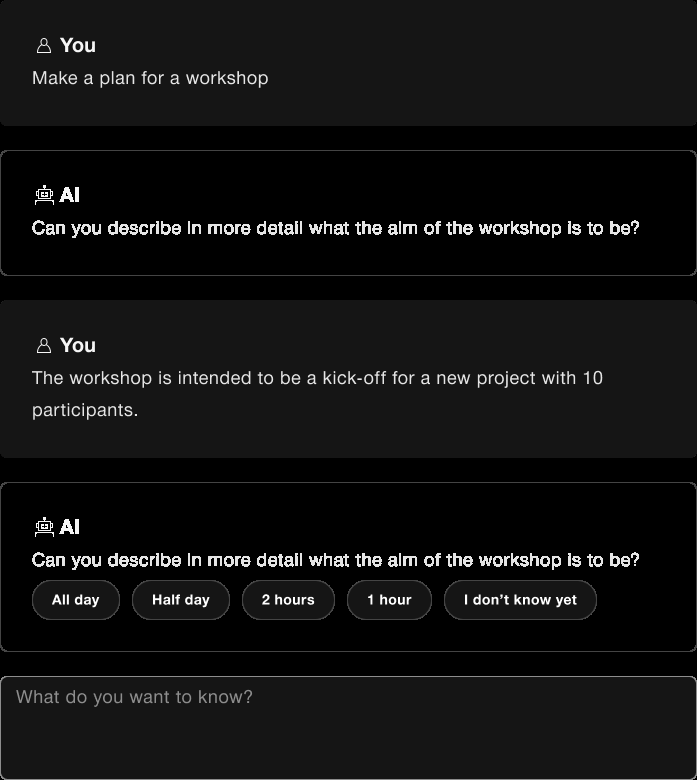 You
Make a plan for a workshop
AI
Can you describe in more detail what the aim of the workshop is to be?
You
The workshop is intended to be a kick-off for a new project with 10
participants.
AI
Can you describe in more detail what the aim of the workshop is to be?
All day Half day 2 hours 1 hour I don’t know yet
What do you want to know?